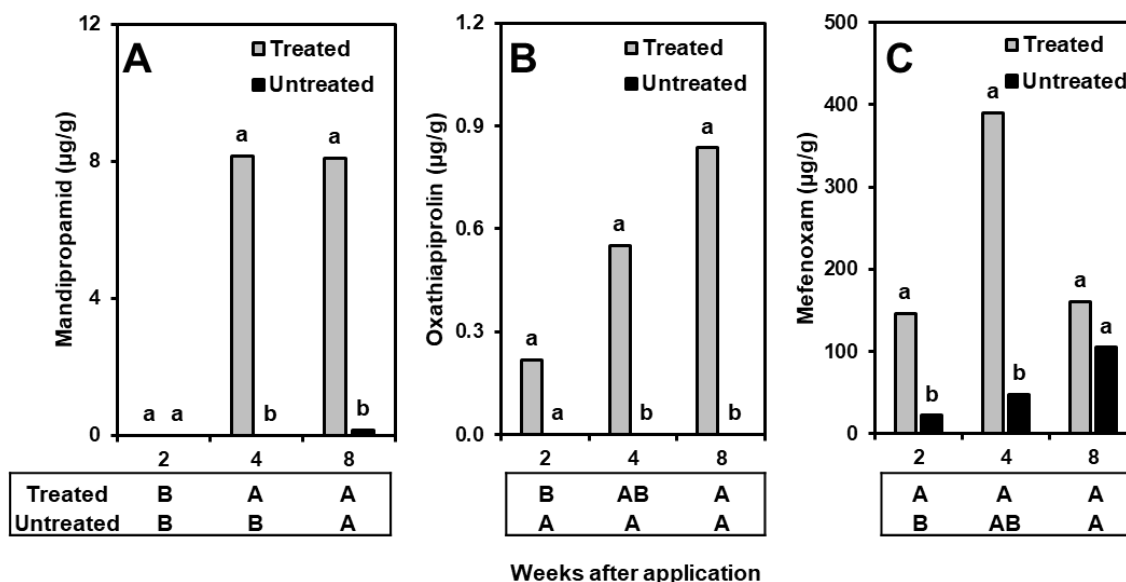 A
Mandipropamid (µg/g)
12
8
4
0
Treated
Untreated
a a
a b
a b
2 4 8
Treated B A A
Untreated B B A
B
Oxathiapiprolin (µg/g)
1.2
0.9
0.6
0.3
0.0
Treated
Untreated
a a
a b
a b
2 4 8
B AB A
A A A
C
Mefenoxam (µg/g)
500
400
300
200
100
0
Treated
Untreated
a b
a b
a a
2 4 8
A A A
B AB A
Weeks after application